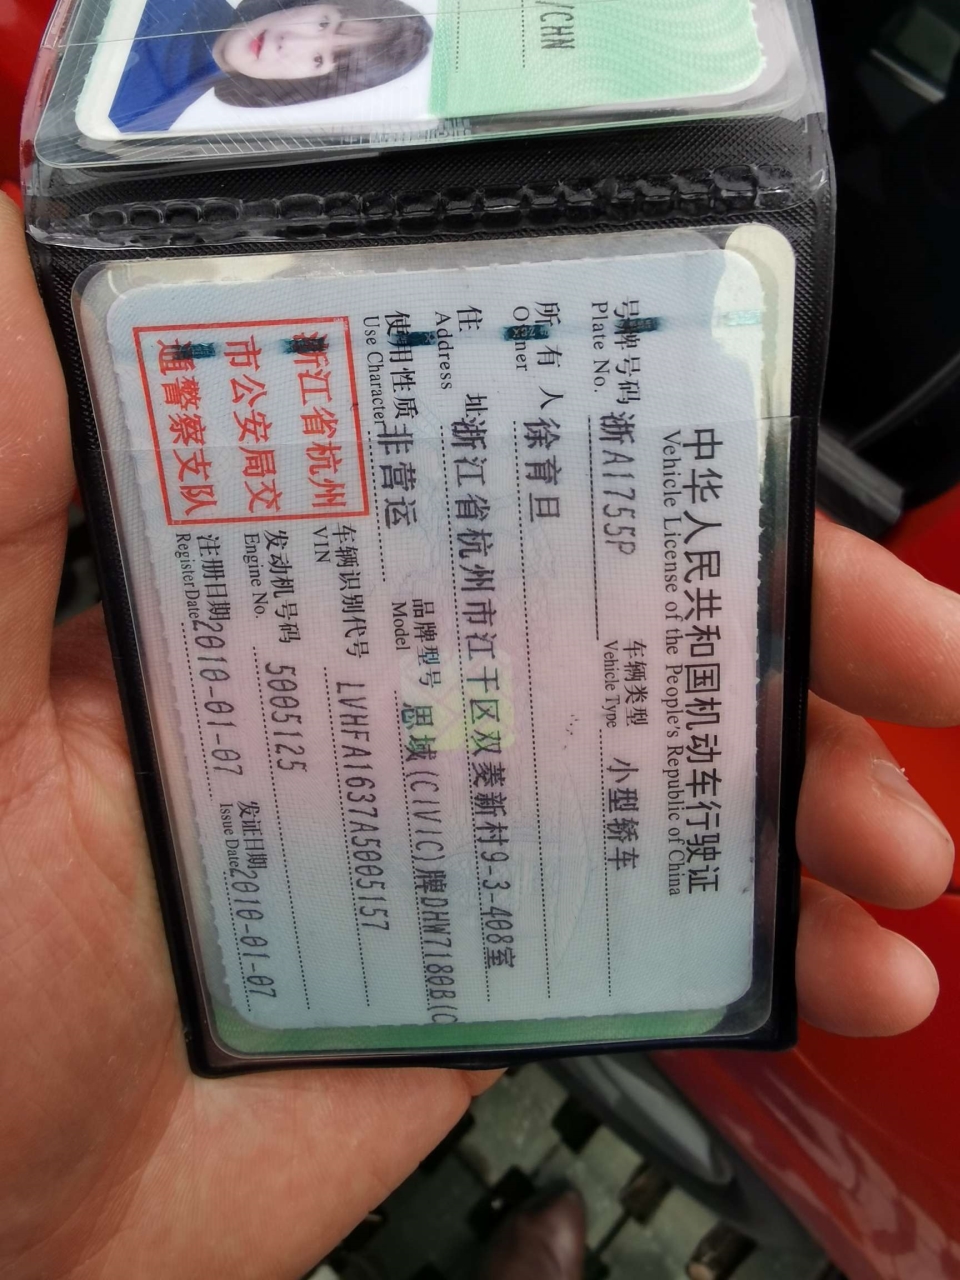 /CHN
中华人民共和国机动车行驶证
Vehicle License of the People's Republic of China
号牌号码 浙A1755P 车辆类型 小型轿车
Plate No. Vehicle Type
所有人 徐育旦
Owner
住址 浙江省杭州市江干区双菱新村9-3-408室
Address
使用性质 非营运 品牌型号 思域(CIVIC)牌DHW7180B(C
Use Character Model
浙江省杭州
市公安局交
通警察支队
车辆识别代号 LVHFA1637A5005157
VIN
发动机号码 5005125
Engine No.
注册日期 2010-01-07 发证日期 2010-01-07
Register Date Issue Date